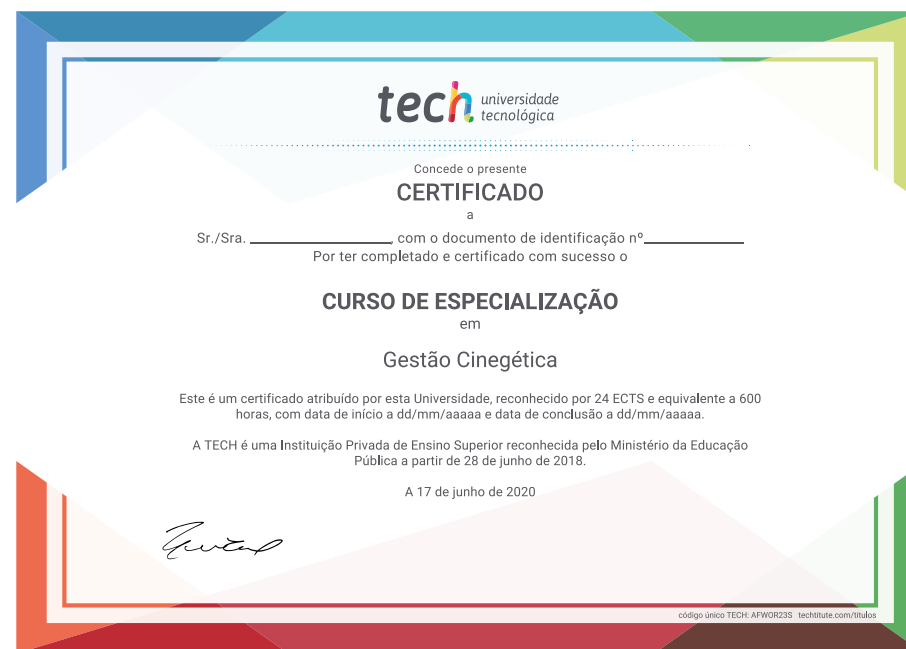 tech universidade
tecnológica
Concede o presente
CERTIFICADO
a
Sr./Sra. ____________________, com o documento de identificação nº______________
Por ter completado e certificado com sucesso o
CURSO DE ESPECIALIZAÇÃO
em
Gestão Cinegética
Este é um certificado atribuído por esta Universidade, reconhecido por 24 ECTS e equivalente a 600
horas, com data de início a dd/mm/aaaaa e data de conclusão a dd/mm/aaaaa.
A TECH é uma Instituição Privada de Ensino Superior reconhecida pelo Ministério da Educação
Pública a partir de 28 de junho de 2018.
A 17 de junho de 2020
código único TECH: AFWOR23S techtitute.com/titulos